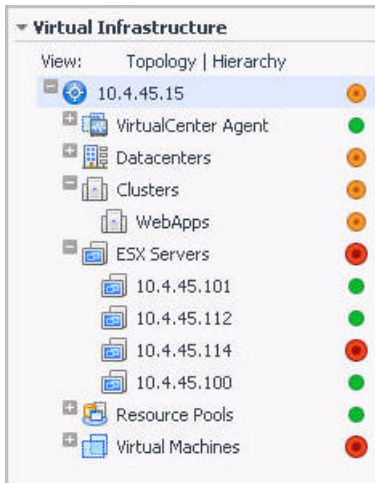 Virtual Infrastructure
View: Topology | Hierarchy
10.4.45.15
VirtualCenter Agent
Datacenters
Clusters
WebApps
ESX Servers
10.4.45.101
10.4.45.112
10.4.45.114
10.4.45.100
Resource Pools
Virtual Machines